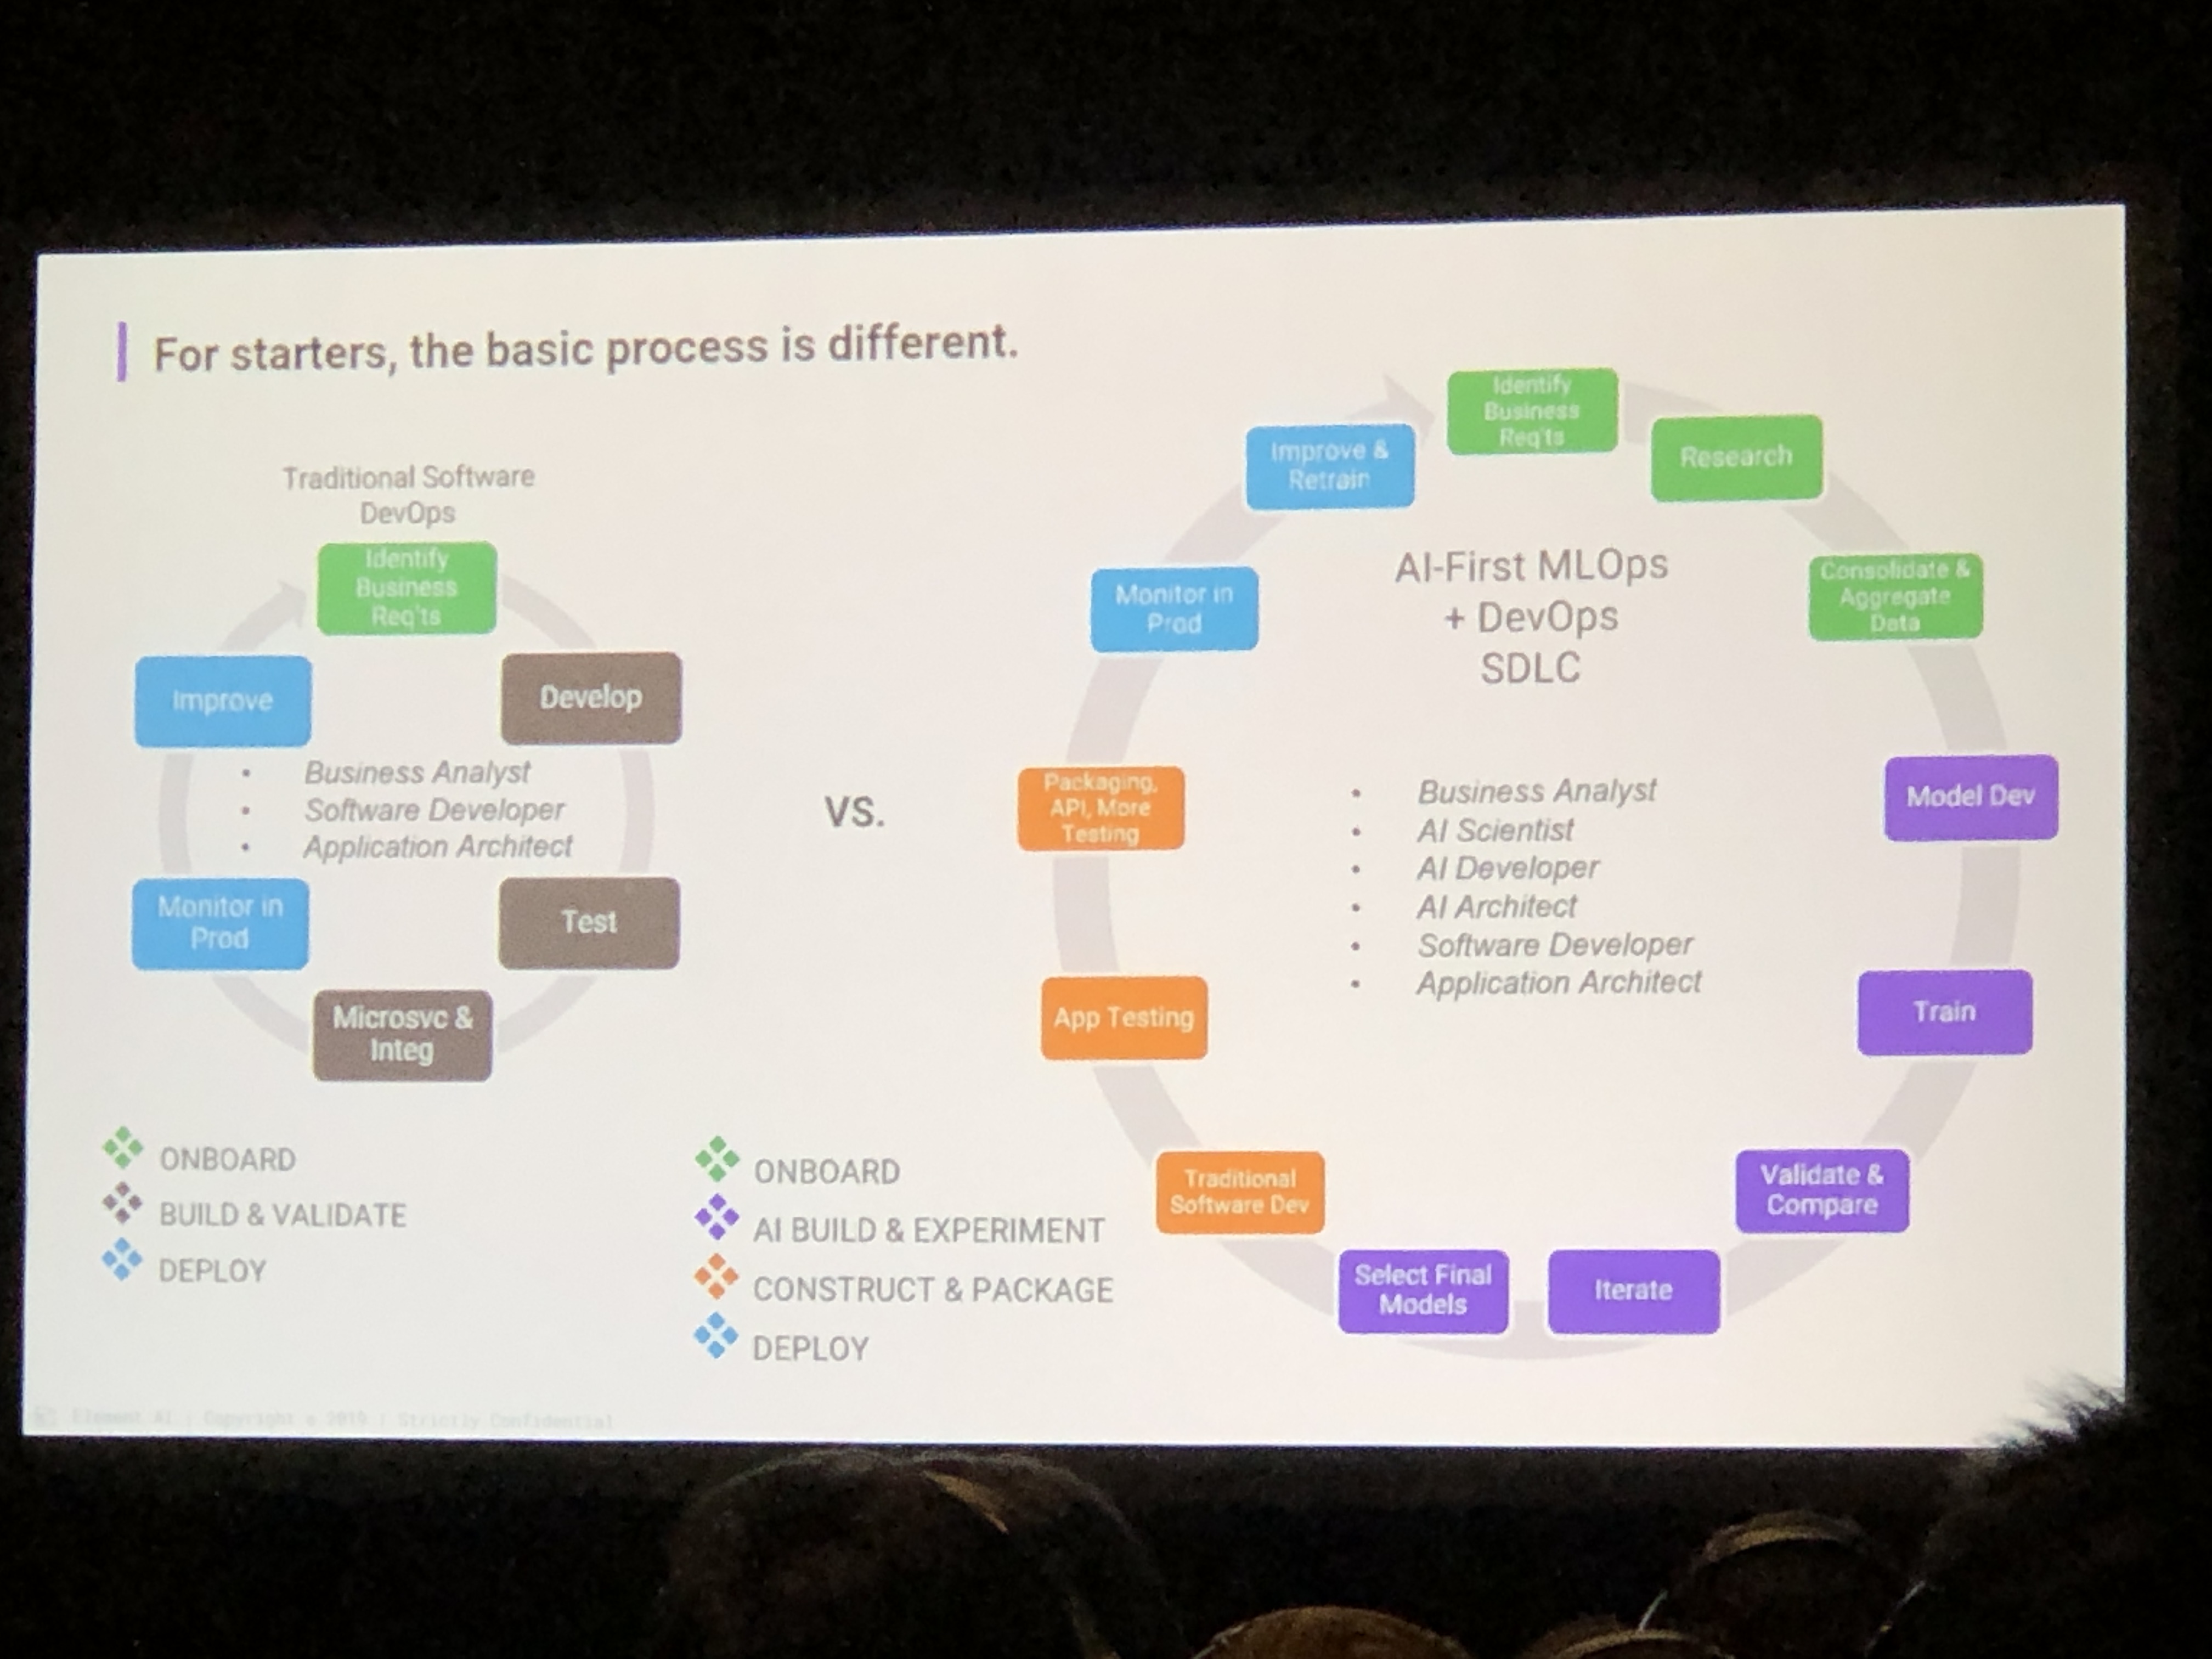 For starters, the basic process is different.
Traditional Software
DevOps
Identify
Business
Req'ts
Develop
Test
Microsvc &
Integ
Monitor in
Prod
Improve
• Business Analyst
• Software Developer
• Application Architect
ONBOARD
BUILD & VALIDATE
DEPLOY
VS.
AI-First MLOps
+ DevOps
SDLC
Identify
Business
Req'ts
Research
Consolidate &
Aggregate
Data
Model Dev
Train
Validate &
Compare
Iterate
Select Final
Models
Traditional
Software Dev
App Testing
Packaging,
API, More
Testing
Monitor in
Prod
Improve &
Retrain
• Business Analyst
• AI Scientist
• AI Developer
• AI Architect
• Software Developer
• Application Architect
ONBOARD
AI BUILD & EXPERIMENT
CONSTRUCT & PACKAGE
DEPLOY
Element AI | Copyright © 2019 | Strictly Confidential